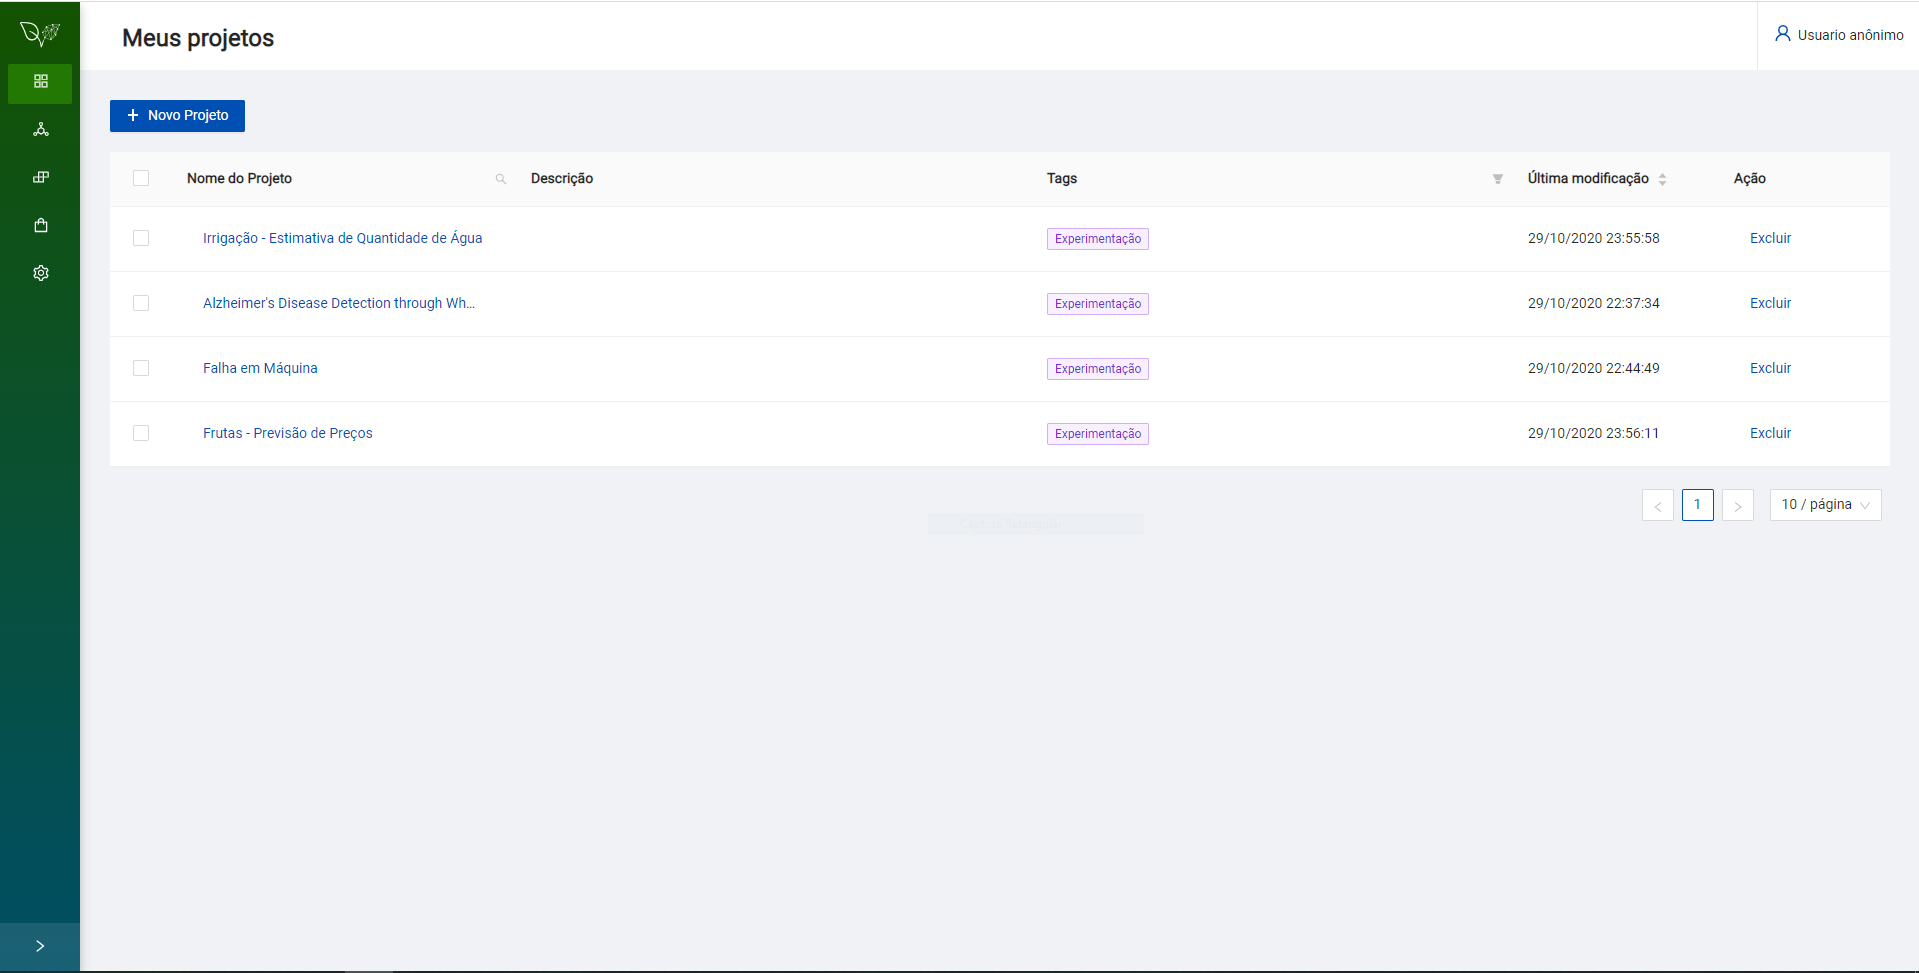 Meus projetos
Usuario anônimo
+ Novo Projeto
Nome do Projeto Descrição Tags Última modificação Ação
Irrigação - Estimativa de Quantidade de Água Experimentação 29/10/2020 23:55:58 Excluir
Alzheimer's Disease Detection through Wh... Experimentação 29/10/2020 22:37:34 Excluir
Falha em Máquina Experimentação 29/10/2020 22:44:49 Excluir
Frutas - Previsão de Preços Experimentação 29/10/2020 23:56:11 Excluir
< 1 > 10 / página